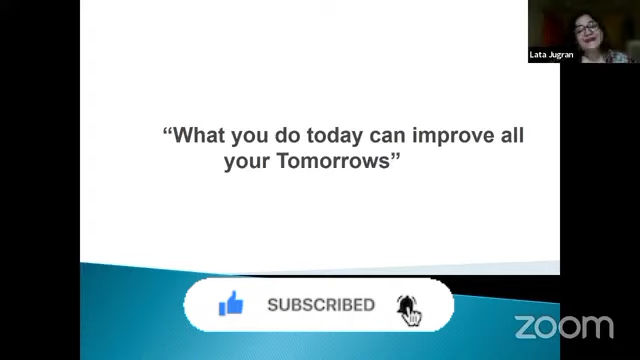 Lata Jugran
“What you do today can improve all
your Tomorrows”
SUBSCRIBED
zoom